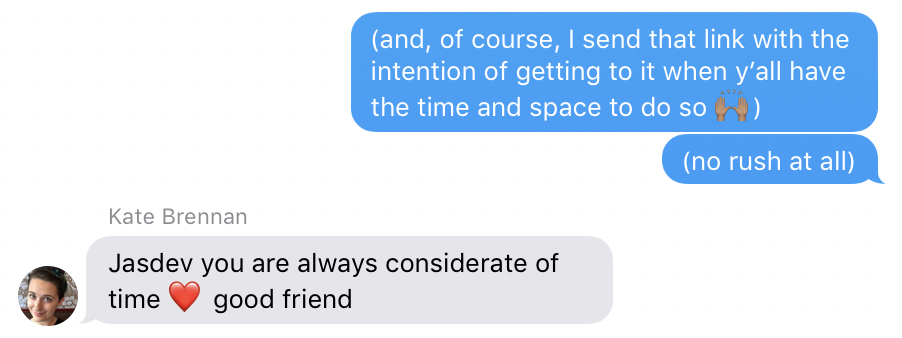 (and, of course, I send that link with the
intention of getting to it when y’all have
the time and space to do so 🙌🏽)
(no rush at all)
Kate Brennan
Jasdev you are always considerate of
time ❤️ good friend